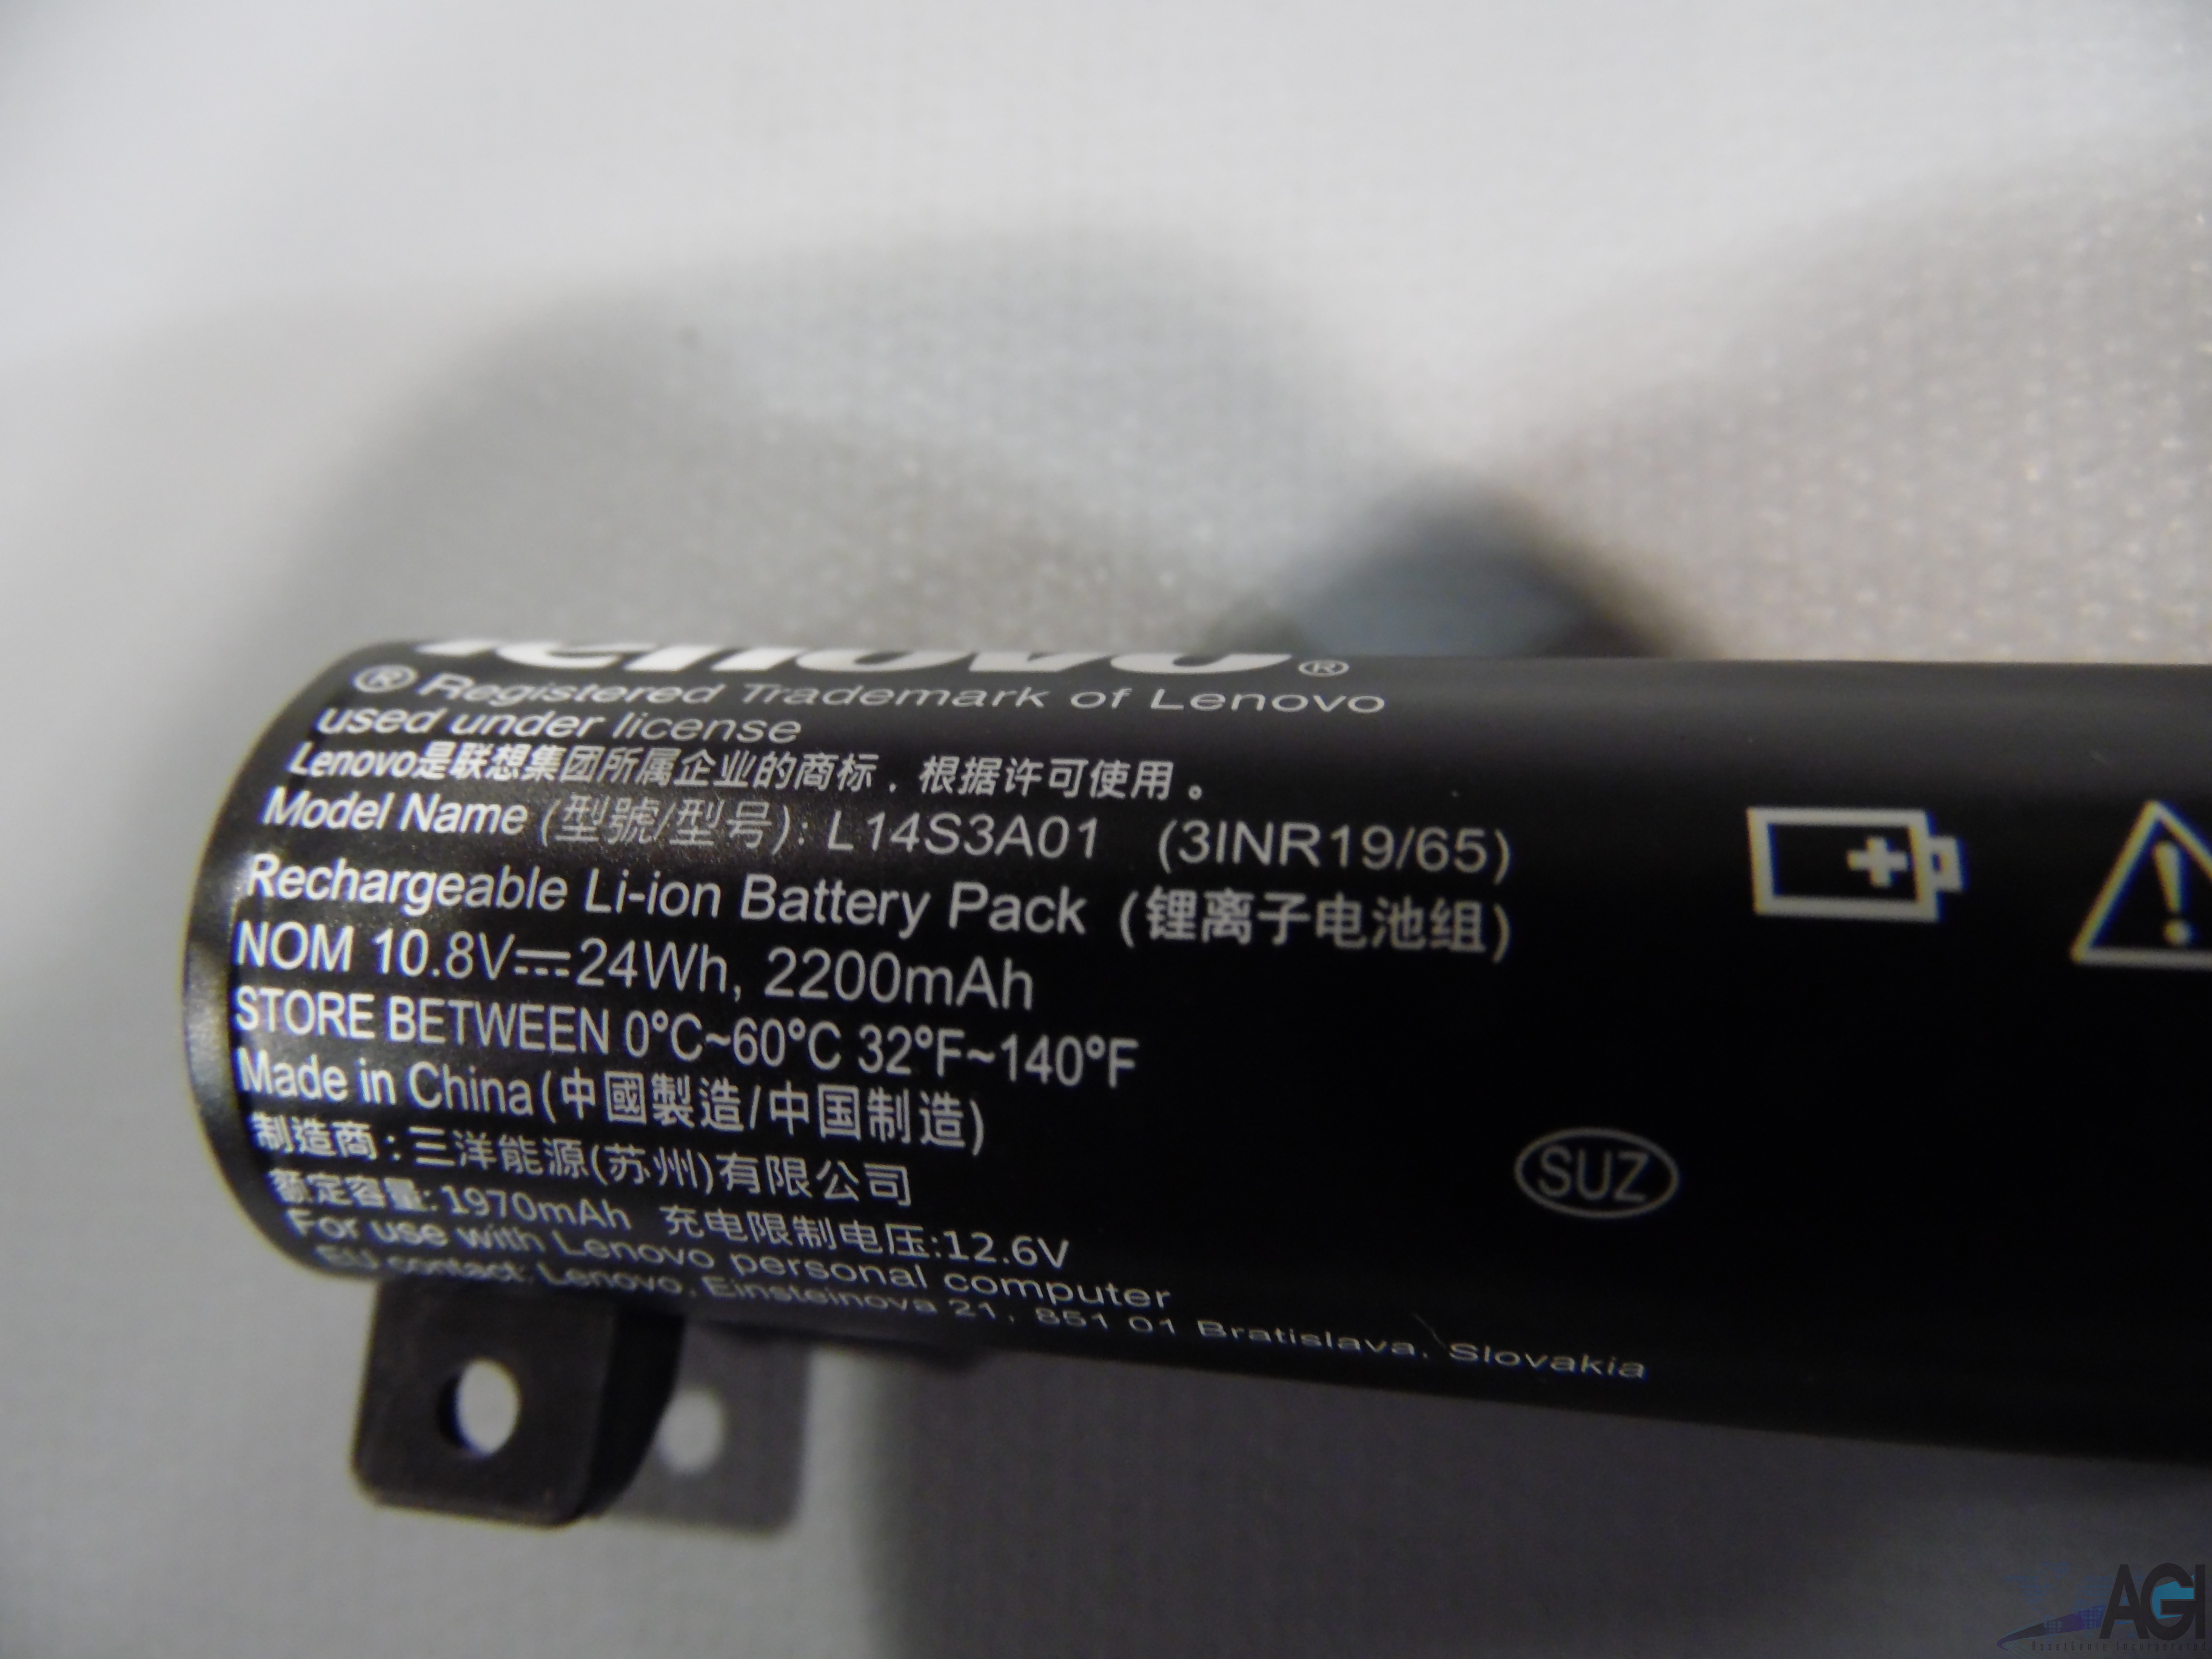 lenovo®
® Registered Trademark of Lenovo
used under license
Lenovo是联想集团所属企业的商标，根据许可使用。
Model Name (型號/型号): L14S3A01 (3INR19/65)
Rechargeable Li-ion Battery Pack (锂离子电池组)
NOM 10.8V⎓24Wh, 2200mAh
STORE BETWEEN 0°C~60°C 32°F~140°F
Made in China(中國製造/中国制造)
制造商:三洋能源(苏州)有限公司
额定容量:1970mAh 充电限制电压:12.6V
For use with Lenovo personal computer
EU contact: Lenovo, Einsteinova 21, 851 01 Bratislava, Slovakia
SUZ
AGI